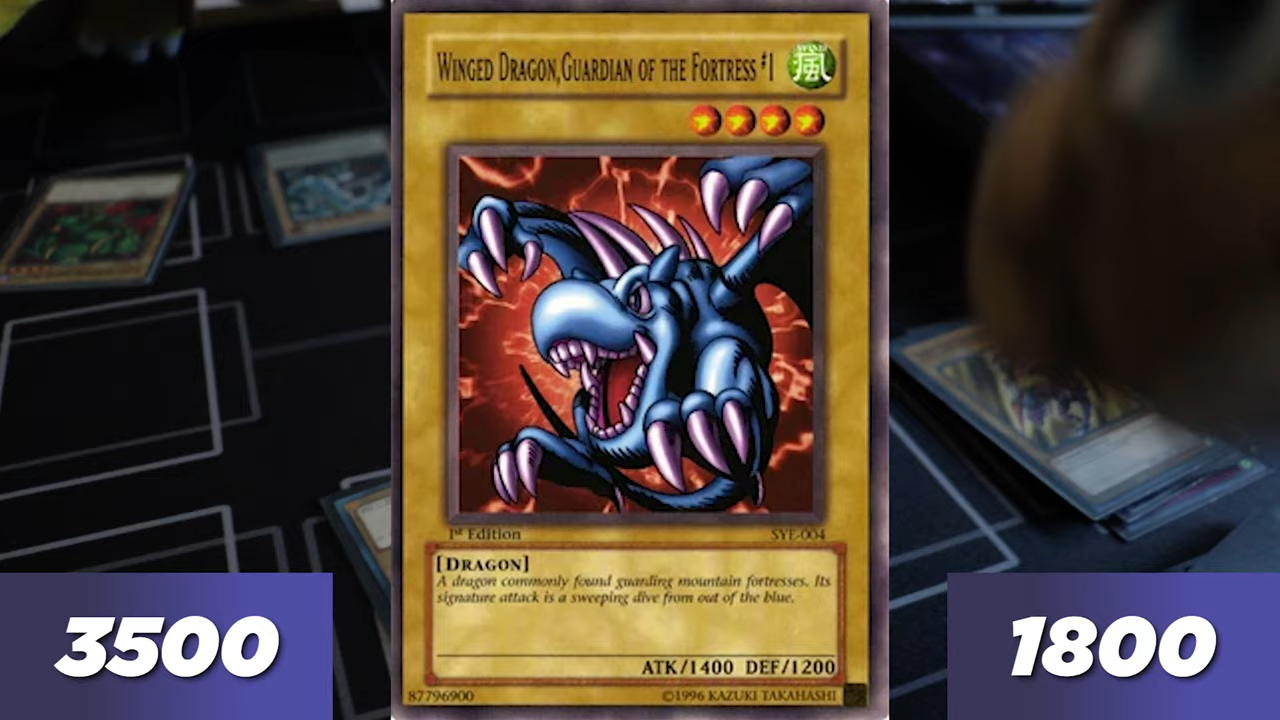 WINGED DRAGON, GUARDIAN OF THE FORTRESS #1
WIND
風
1st Edition
SYE-004
[DRAGON]
A dragon commonly found guarding mountain fortresses. Its
signature attack is a sweeping dive from out of the blue.
ATK/1400 DEF/1200
87796900
©1996 KAZUKI TAKAHASHI
3500
1800